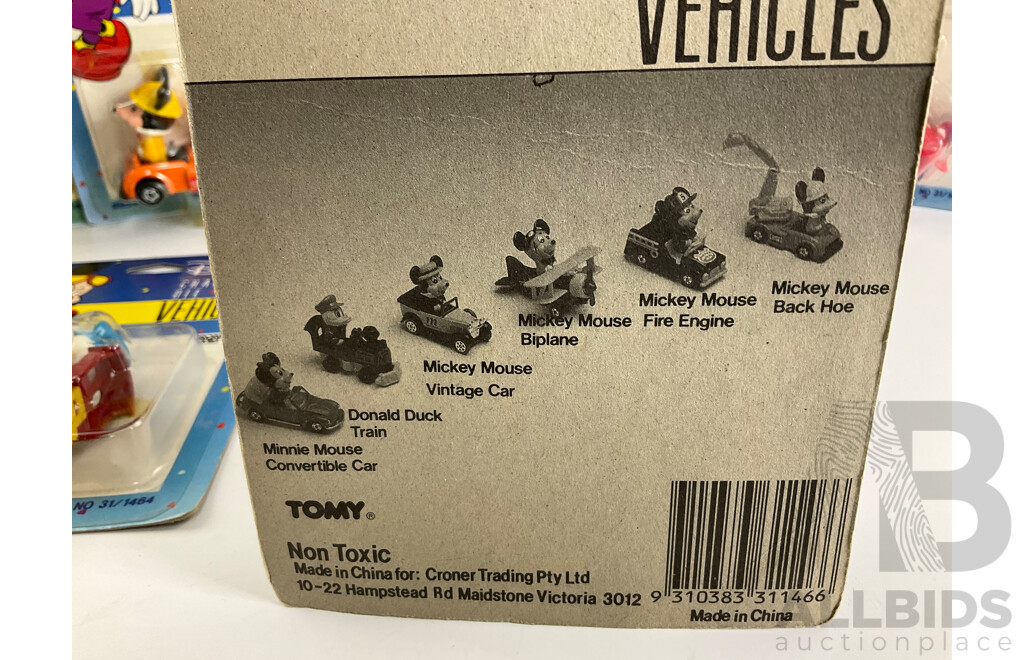 VEHICLES
Mickey Mouse
Back Hoe
Mickey Mouse
Fire Engine
Mickey Mouse
Biplane
Mickey Mouse
Vintage Car
Donald Duck
Train
Minnie Mouse
Convertible Car
TOMY®
Non Toxic
Made in China for: Croner Trading Pty Ltd
10-22 Hampstead Rd Maidstone Victoria 3012
9 310383 311466
Made in China
NO 31/1464
B
ALLBIDS
auctionplace